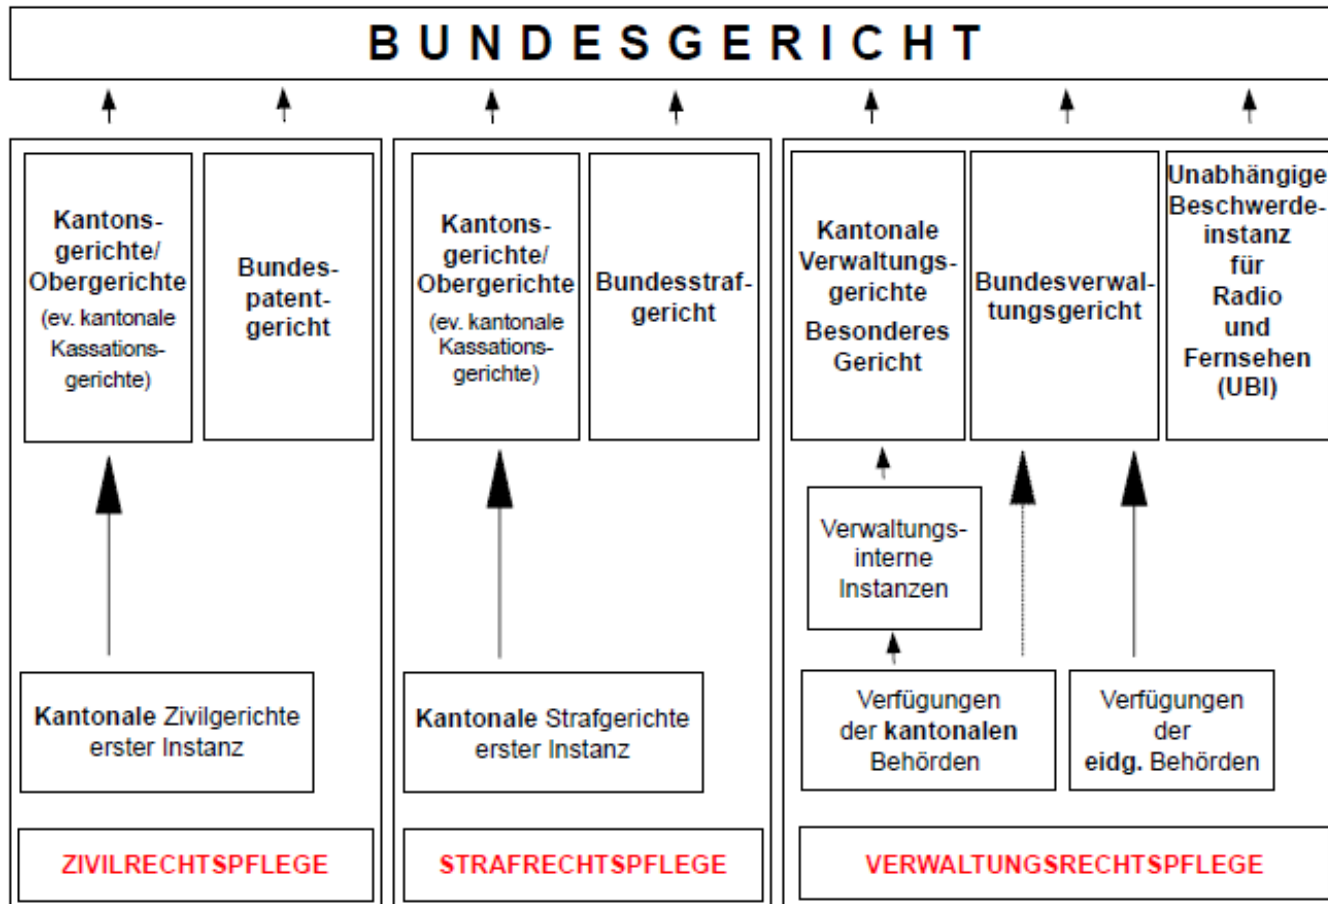 BUNDESGERICHT
Kantons-
gerichte/
Obergerichte
(ev. kantonale
Kassations-
gerichte)
Bundes-
patent-
gericht
Kantons-
gerichte/
Obergerichte
(ev. kantonale
Kassations-
gerichte)
Bundesstraf-
gericht
Kantonale
Verwaltungs-
gerichte
Besonderes
Gericht
Bundesverwal-
tungsgericht
Unabhängige
Beschwerde-
instanz
für
Radio
und
Fernsehen
(UBI)
Verwaltungs-
interne
Instanzen
Kantonale Zivilgerichte
erster Instanz
Kantonale Strafgerichte
erster Instanz
Verfügungen
der kantonalen
Behörden
Verfügungen
der
eidg. Behörden
ZIVILRECHTSPFLEGE
STRAFRECHTSPFLEGE
VERWALTUNGSRECHTSPFLEGE